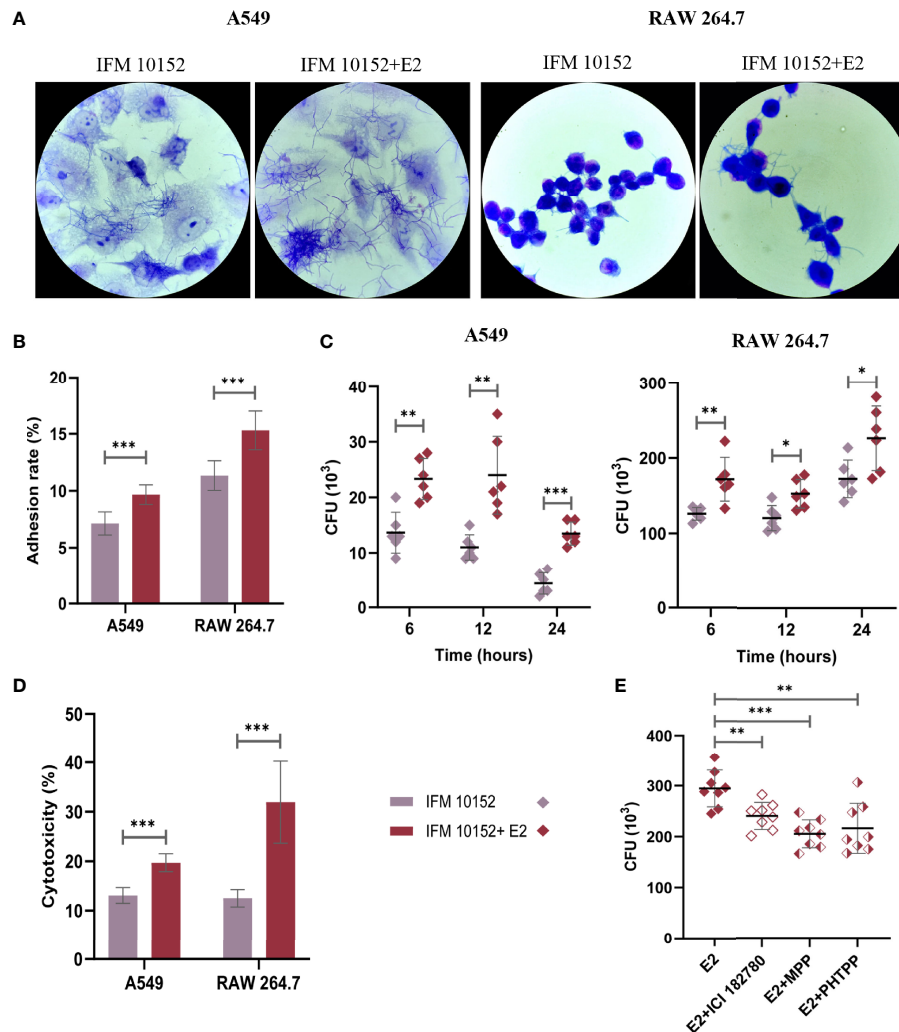 A
A549
RAW 264.7
IFM 10152
IFM 10152+E2
IFM 10152
IFM 10152+E2
B
Adhesion rate (%)
20
15
10
5
0
***
***
A549
RAW 264.7
C
A549
CFU (10³)
40
30
20
10
0
**
**
***
6
12
24
Time (hours)
RAW 264.7
CFU (10³)
300
200
100
0
**
*
*
6
12
24
Time (hours)
D
Cytotoxicity (%)
50
40
30
20
10
0
***
***
A549
RAW 264.7
IFM 10152
IFM 10152+ E2
E
CFU (10³)
400
300
200
100
0
**
***
**
E2
E2+ICI 182780
E2+MPP
E2+PHTPP